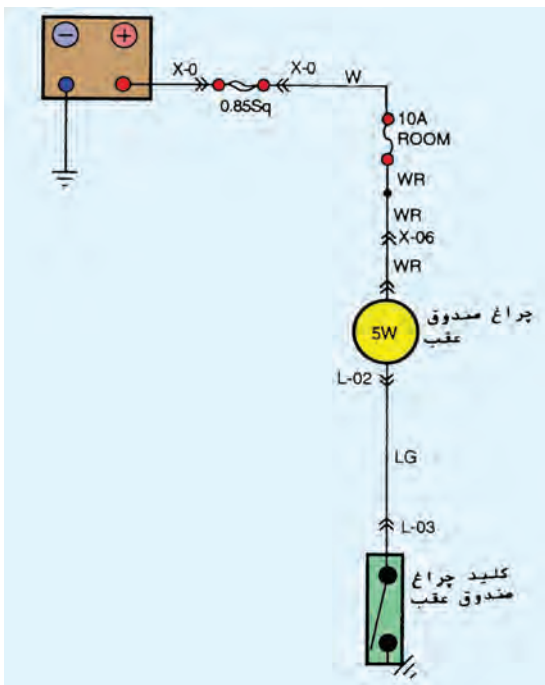 − +
X-0 X-0 W
0.85Sq
10A
ROOM
WR
WR
X-06
WR
5W
چراغ صندوق
عقب
L-02
LG
L-03
کلید چراغ
صندوق عقب